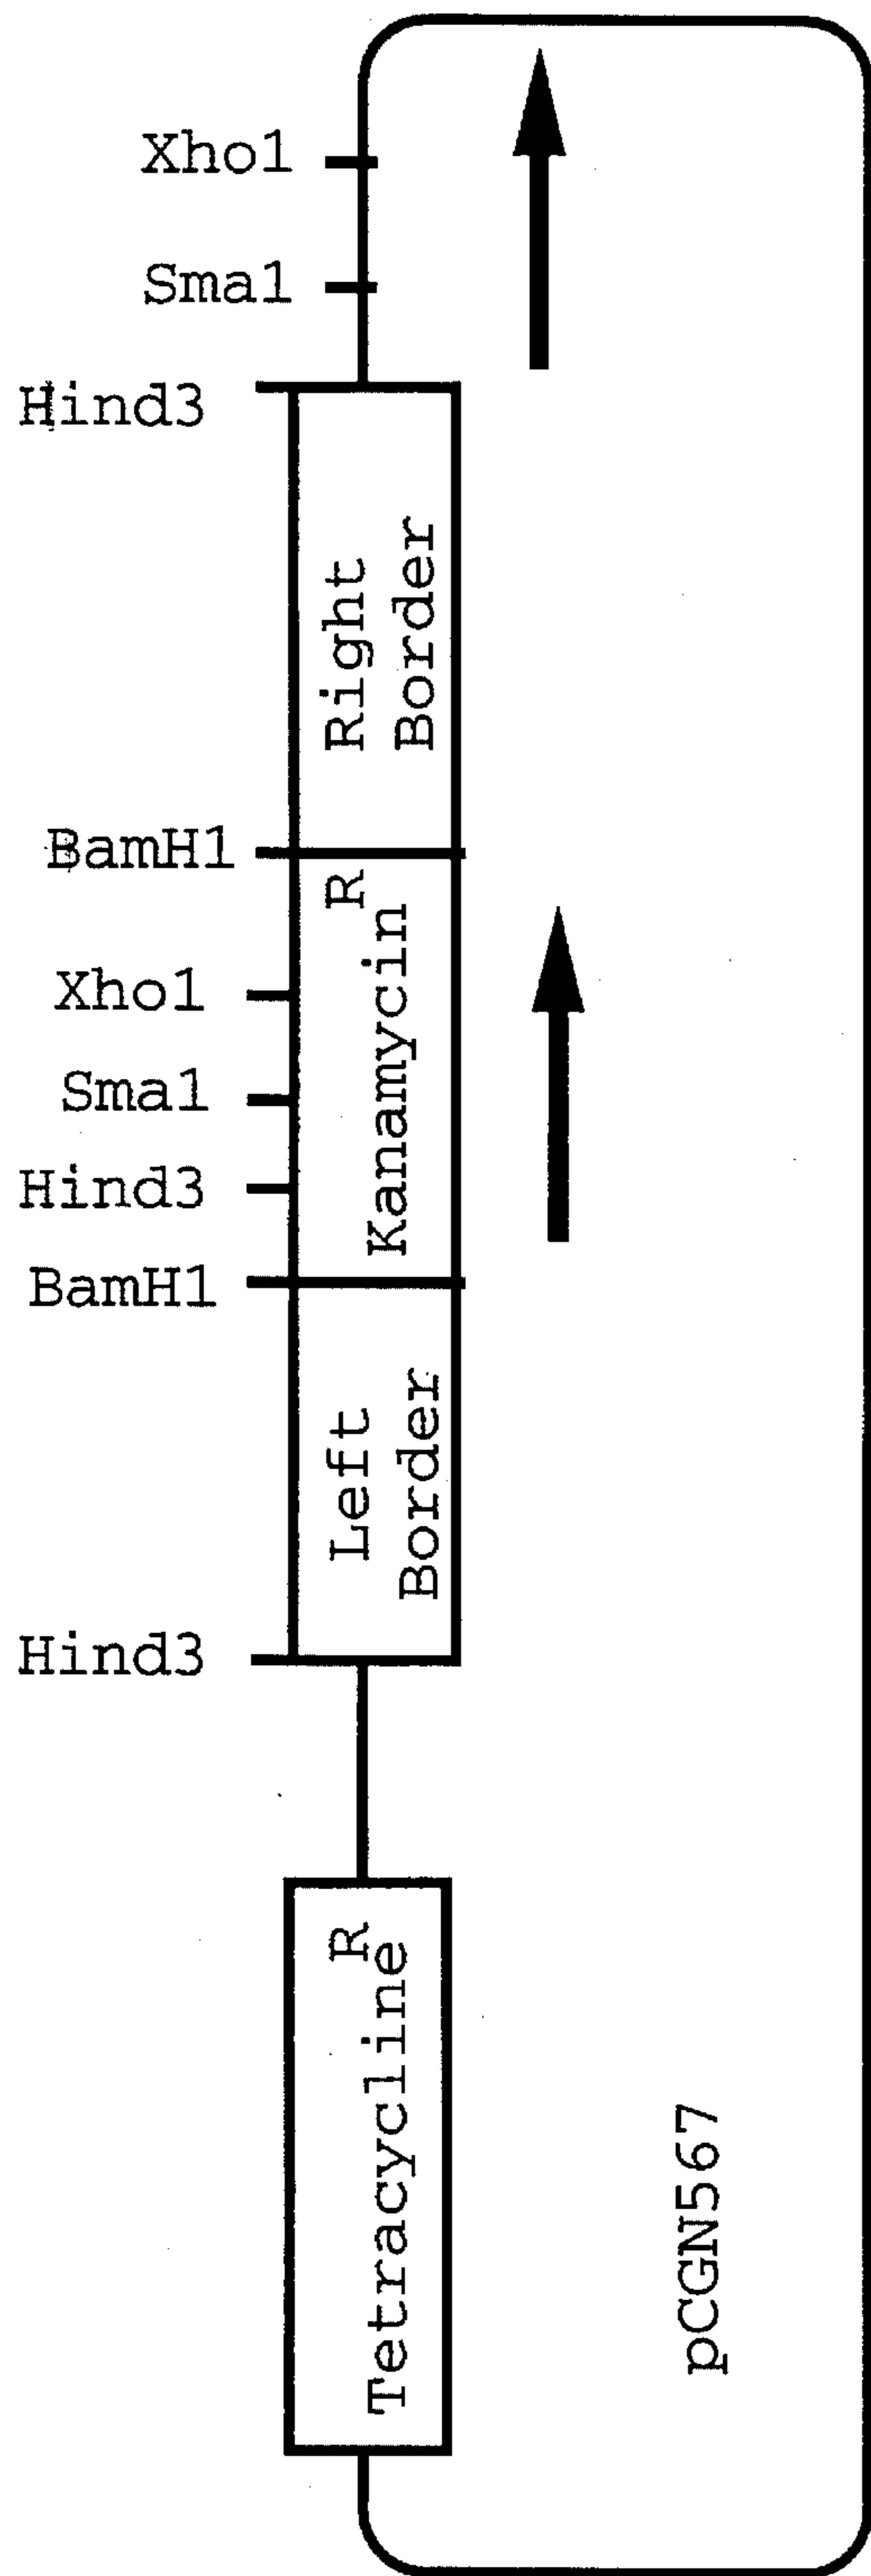 Xho1
Sma1
Hind3
Right
Border
BamH1
R
Kanamycin
Xho1
Sma1
Hind3
BamH1
Left
Border
Hind3
R
Tetracycline
pCGN567